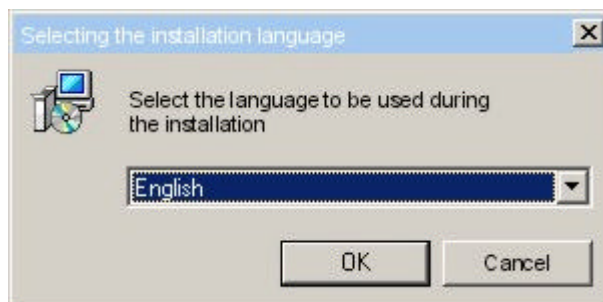 Selecting the installation language
Select the language to be used during
the installation
English
OK
Cancel